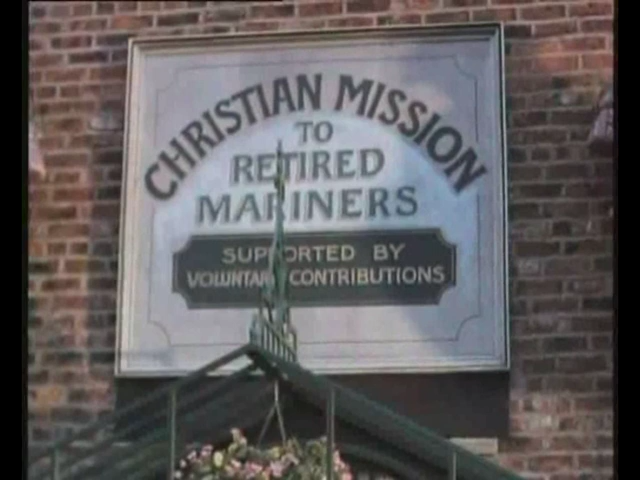 CHRISTIAN MISSION
TO
RETIRED
MARINERS
SUPPORTED BY
VOLUNTARY CONTRIBUTIONS